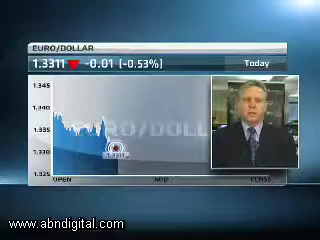 EURO/DOLLAR
1.3311 -0.01 [-0.53%] Today
1.345
1.340
1.335
1.330
1.325
EURO/DOLL
1.3311
OPEN MID CLOSE
www.abndigital.com